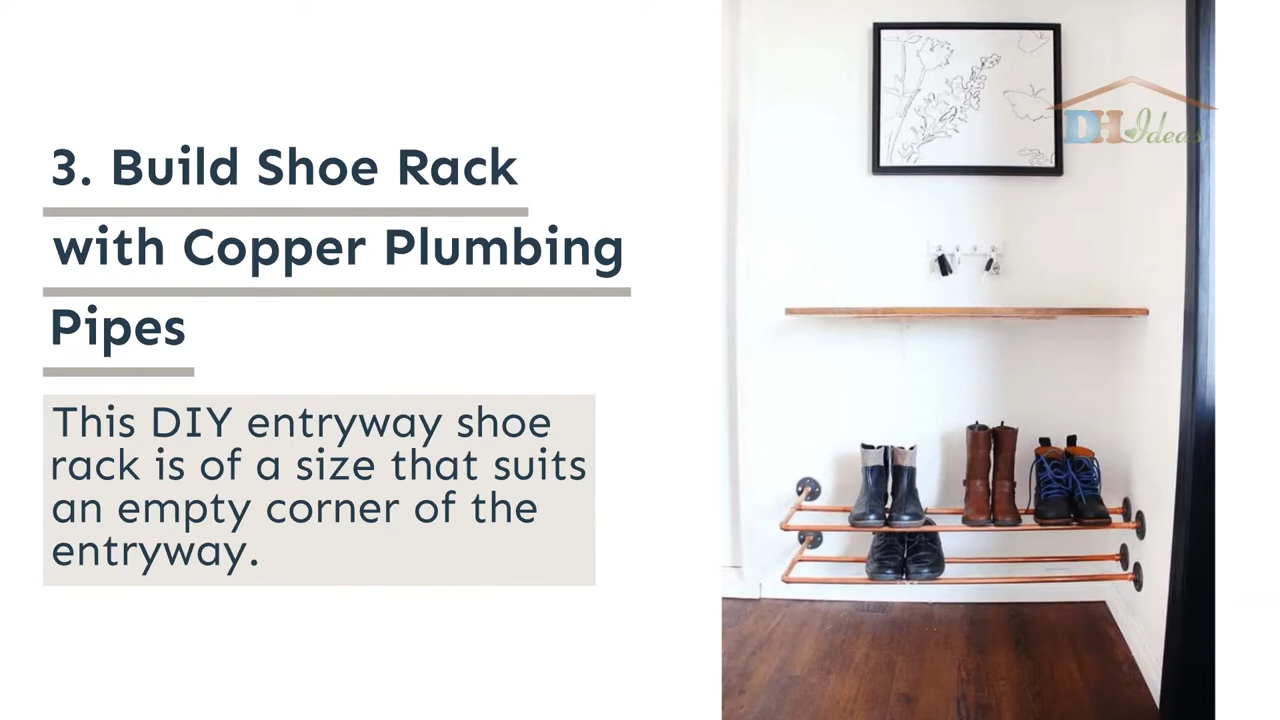 3. Build Shoe Rack
with Copper Plumbing
Pipes
This DIY entryway shoe
rack is of a size that suits
an empty corner of the
entryway.
DH Ideas